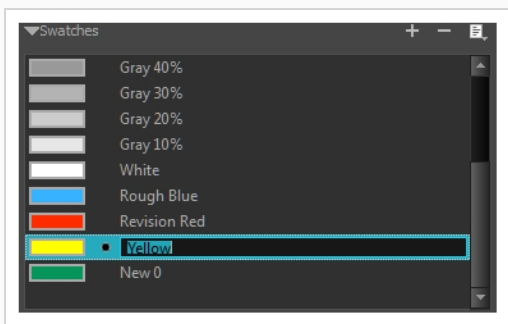 Swatches
Gray 40%
Gray 30%
Gray 20%
Gray 10%
White
Rough Blue
Revision Red
Yellow
New 0